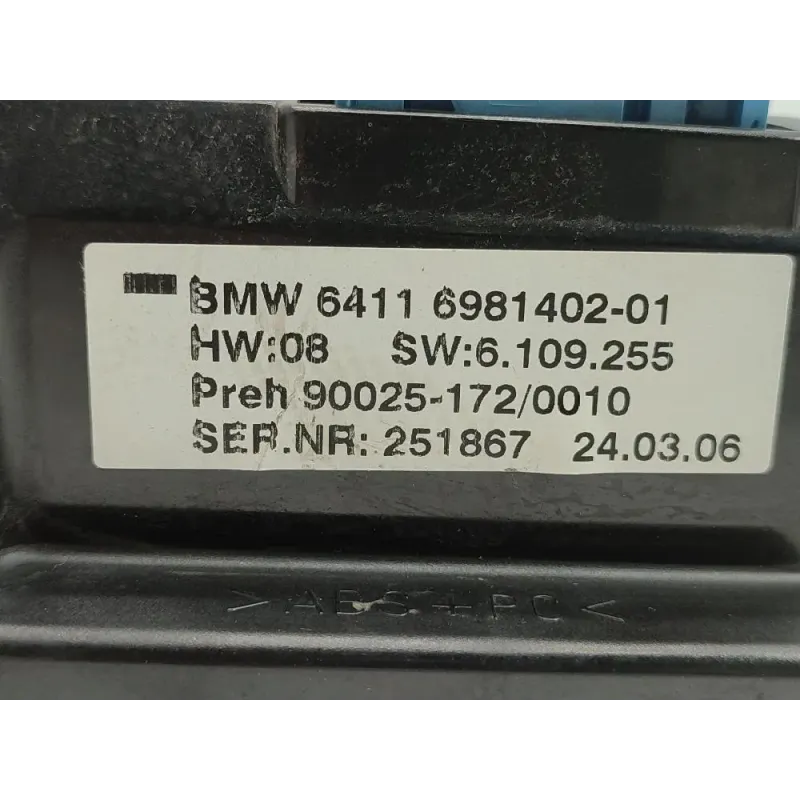 BMW 6411 6981402-01
HW:08 SW:6.109.255
Preh 90025-172/0010
SER.NR: 251867 24.03.06
>ABS+PC<